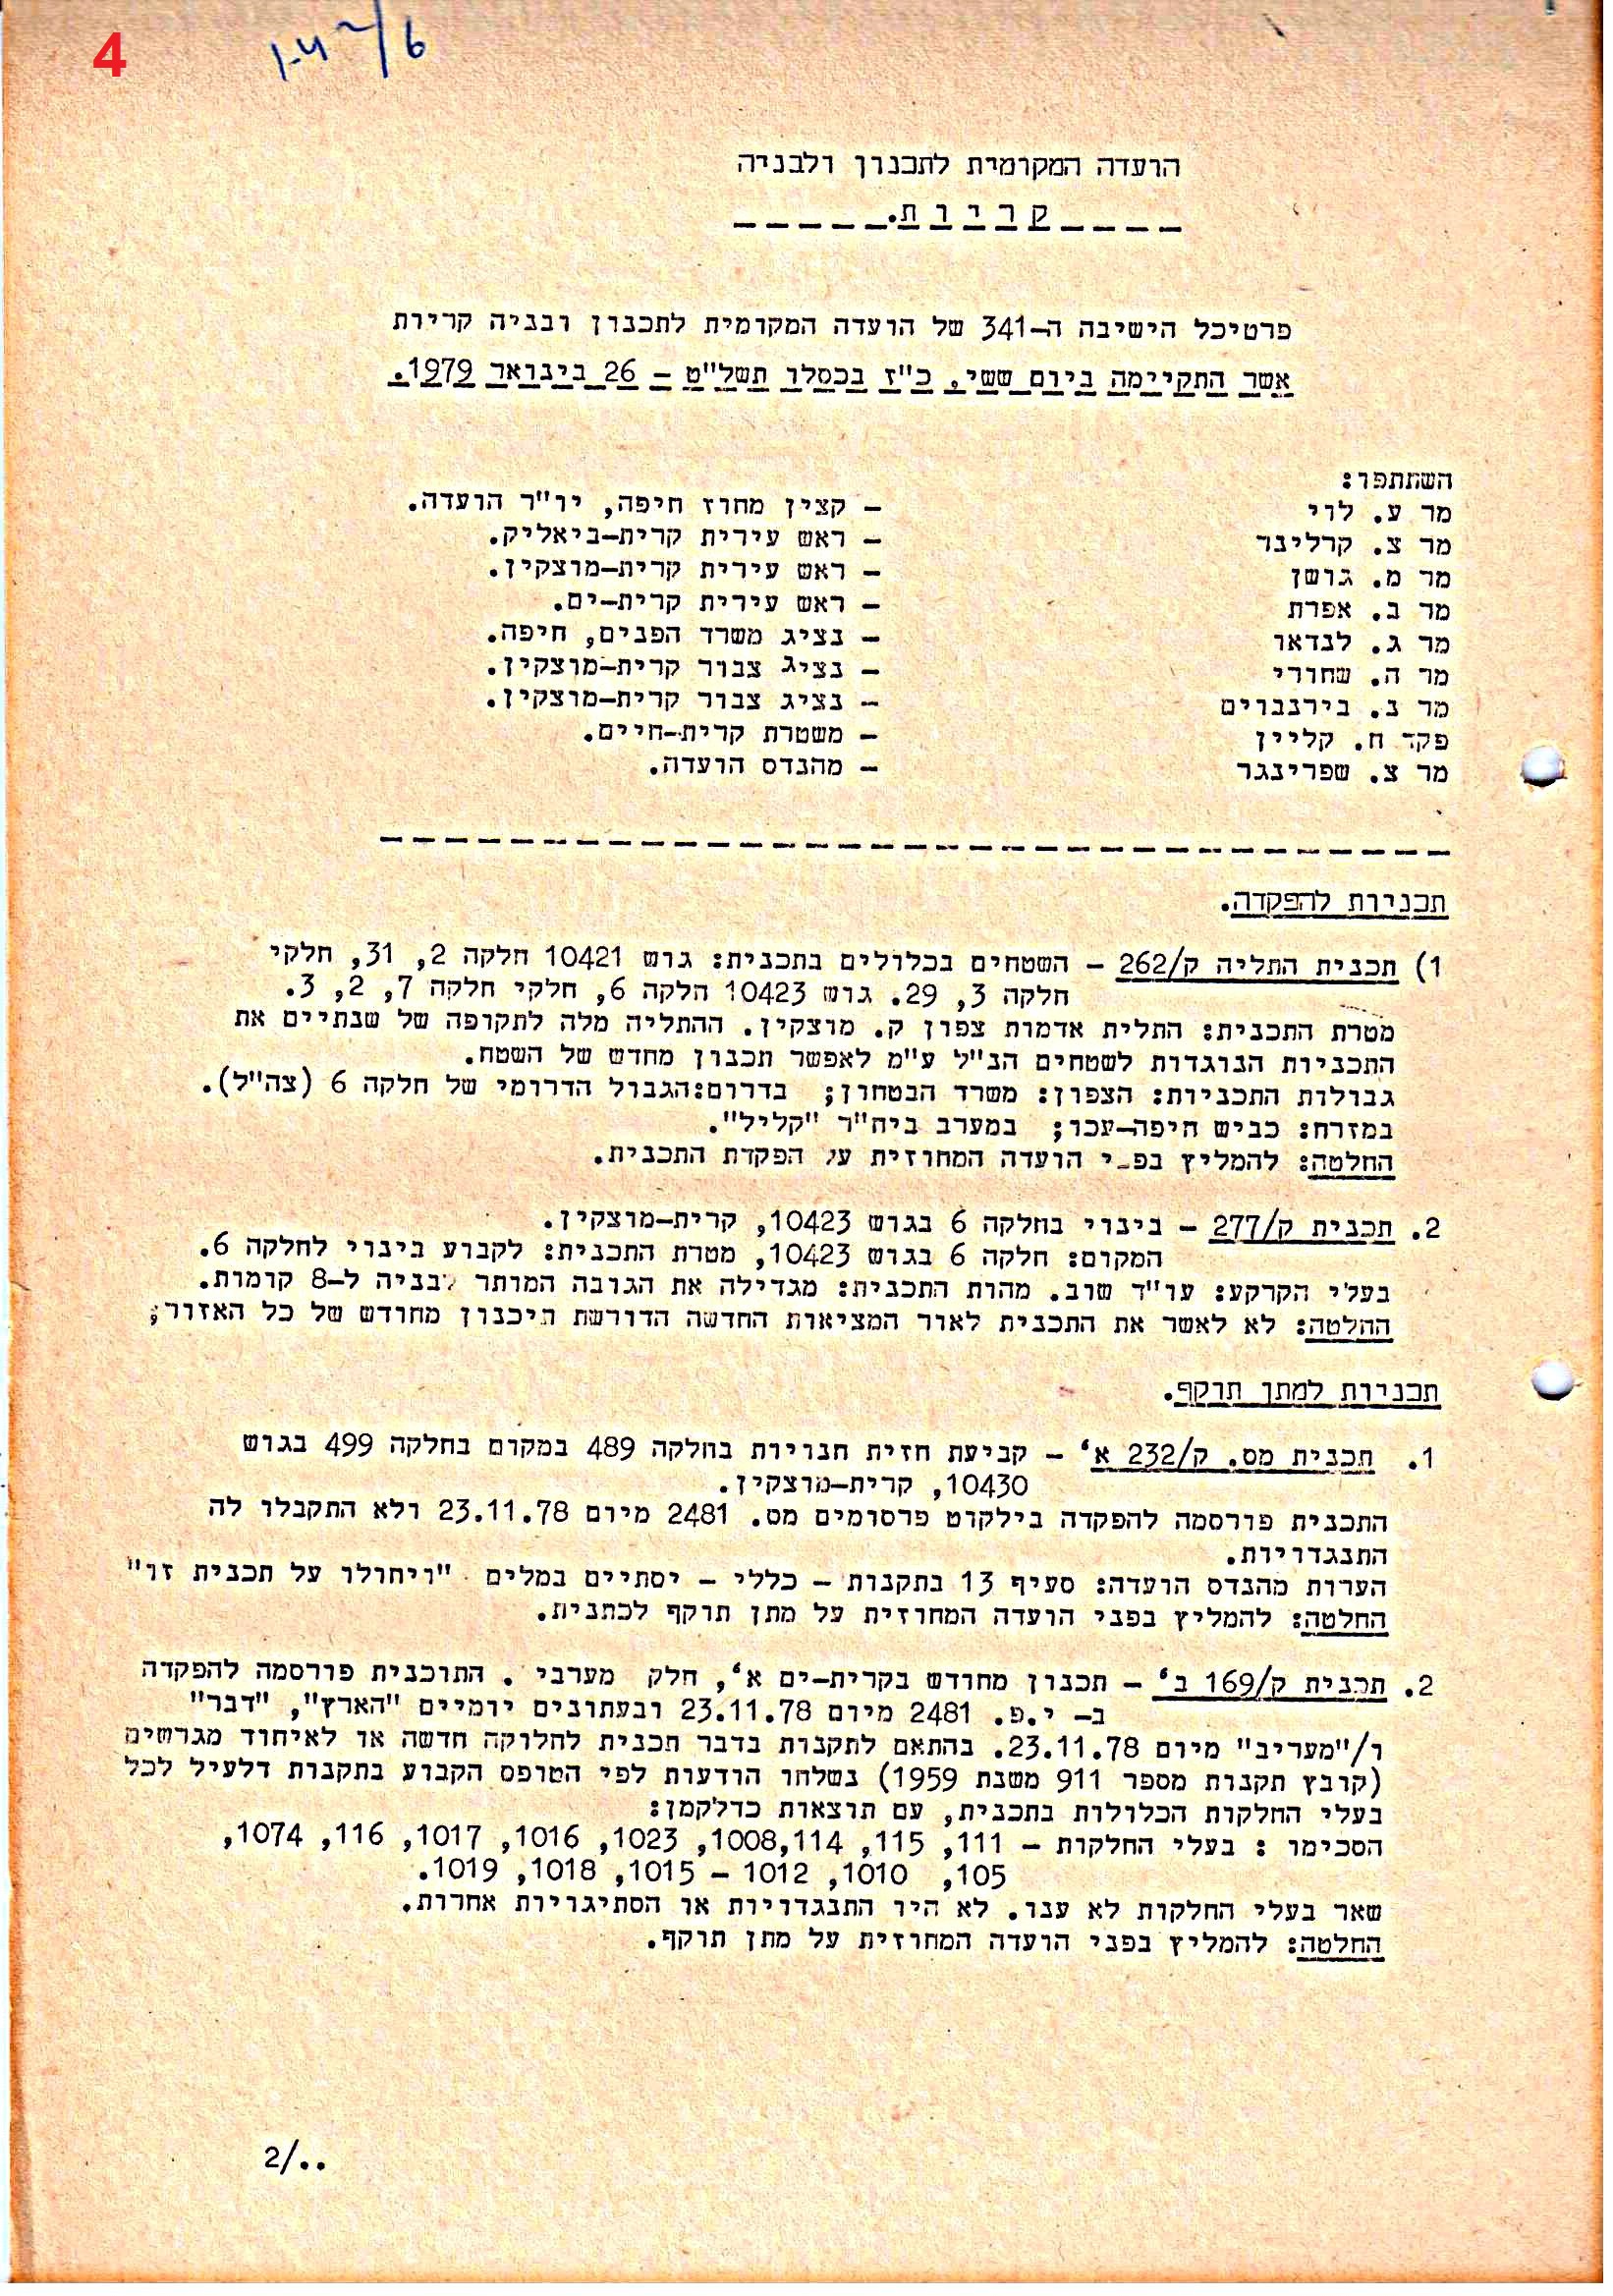 4
הועדה המקומית לתכנון ולבניה
ק ר י ו ת.
פרטיכל הישיבה ה-341 של הועדה המקומית לתכנון ובניה קריות
אשר התקיימה ביום ששי, כ"ז בכסלו תשל"ט - 26 בינואר 1979.
השתתפו:
מר ע. לוי - קצין מחוז חיפה, יו"ר הועדה.
מר צ. קרלינר - ראש עירית קרית-ביאליק.
מר מ. גושן - ראש עירית קרית-מוצקין.
מר ב. אפרת - ראש עירית קרית-ים.
מר ג. לנדאו - נציג משרד הפנים, חיפה.
מר ה. שחורי - נציג צבור קרית-מוצקין.
מר נ. בירנבוים - נציג צבור קרית-מוצקין.
פקד ח. קליין - משטרת קרית-חיים.
מר צ. שפרינגר - מהנדס הועדה.
תכניות להפקדה.
1) תכנית התליה ק/262 - השטחים בכלולים בתכנית: גוש 10421 חלקה 2, 31, חלקי
חלקה 3, 29. גוש 10423 חלקה 6, חלקי חלקה 7, 2, 3.
מטרת התכנית: התלית אדמות צפון ק. מוצקין. ההתליה מלה לתקופה של שנתיים את
התכניות הנוגדות לשטחים הנ"ל ע"מ לאפשר תכנון מחדש של השטח.
גבולות התכניות: הצפון: משרד הבטחון; בדרום:הגבול הדרומי של חלקה 6 (צה"ל).
במזרח: כביש חיפה-עכו; במערב ביח"ר "קליל".
החלטה: להמליץ בפני הועדה המחוזית על הפקדת התכנית.
2. תכנית ק/277 - בינוי בחלקה 6 בגוש 10423, קרית-מוצקין.
המקום: חלקה 6 בגוש 10423, מטרת התכנית: לקבוע בינוי לחלקה 6.
בעלי הקרקע: עו"ד שוב. מהות התכנית: מגדילה את הגובה המותר לבניה ל-8 קומות.
ההלטה: לא לאשר את התכנית לאור המציאות החדשה הדורשת תיכנון מחודש של כל האזור;
תכניות למתן תוקף.
1. תכנית מס. ק/232 א' - קביעת חזית חנויות בחלקה 489 במקום בחלקה 499 בגוש
10430, קרית-מוצקין.
התכנית פורסמה להפקדה בילקוט פרסומים מס. 2481 מיום 23.11.78 ולא התקבלו לה
התנגדויות.
הערות מהנדס הועדה: סעיף 13 בתקנות - כללי - יסתיים במלים "ויחולו על תכנית זו"
החלטה: להמליץ בפני הועדה המחוזית על מתן תוקף לכתנית.
2. תכנית ק/169 ב' - תכנון מחודש בקרית-ים א', חלק מערבי . התוכנית פורסמה להפקדה
ב- י.פ. 2481 מיום 23.11.78 ובעתונים יומיים "הארץ", "דבר"
ו/"מעריב" מיום 23.11.78. בהתאם לתקנות בדבר תכנית לחלוקה חדשה או לאיחוד מגרשים
(קובץ תקנות מספר 911 משנת 1959) נשלחו הודעות לפי הטופס הקבוע בתקנות דלעיל לכל
בעלי החלקות הכלולות בתכנית, עם תוצאות כדלקמן:
הסכימו : בעלי החלקות - 111, 115, 114,1008, 1023, 1016, 1017, 116, 1074,
105, 1010, 1012 - 1015, 1018, 1019.
שאר בעלי החלקות לא ענו. לא היו התנגדויות או הסתיגויות אחרות.
החלטה: להמליץ בפני הועדה המחוזית על מתן תוקף.
2/..